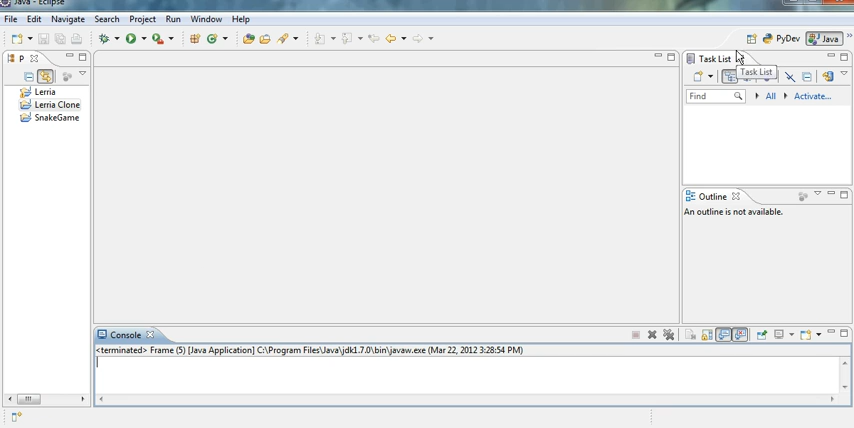 Java - Eclipse
File Edit Navigate Search Project Run Window Help
PyDev Java
P
Task List
Task List
Find All Activate...
Lerria
Lerria Clone
SnakeGame
Outline
An outline is not available.
Console
<terminated> Frame (5) [Java Application] C:\Program Files\Java\jdk1.7.0\bin\javaw.exe (Mar 22, 2012 3:28:54 PM)